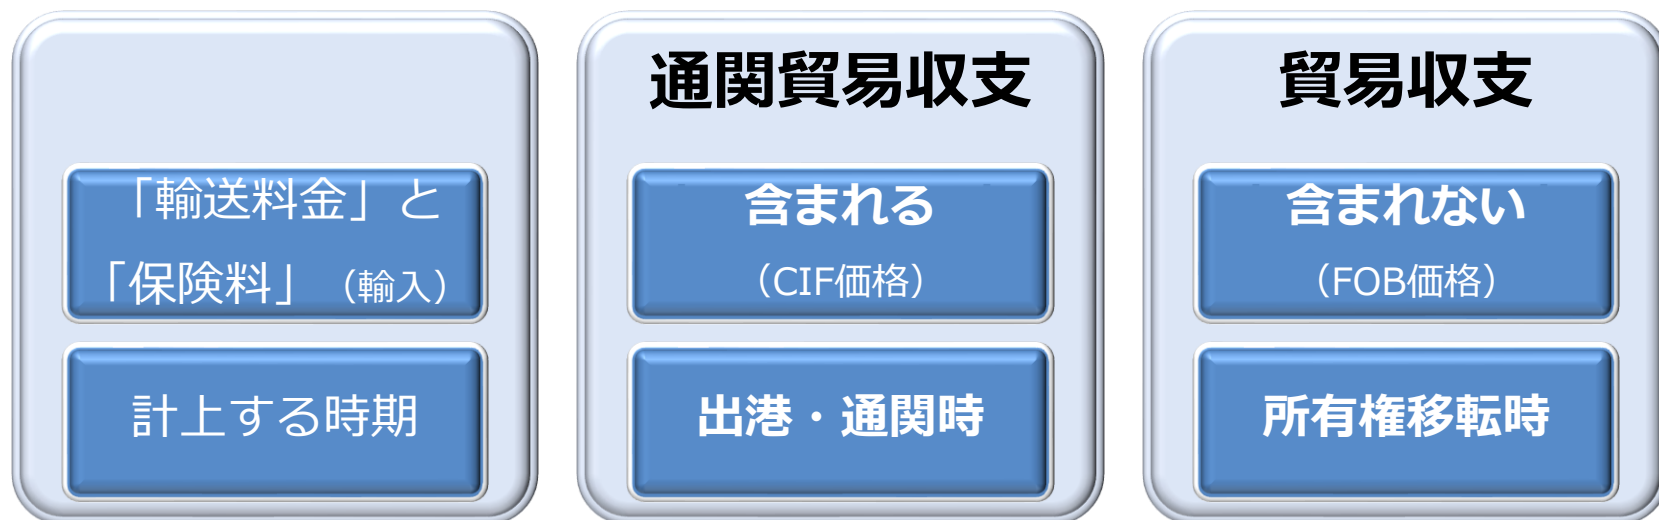 通関貿易収支
貿易収支
「輸送料金」と
「保険料」（輸入）
含まれる
（CIF価格）
含まれない
（FOB価格）
計上する時期
出港・通関時
所有権移転時